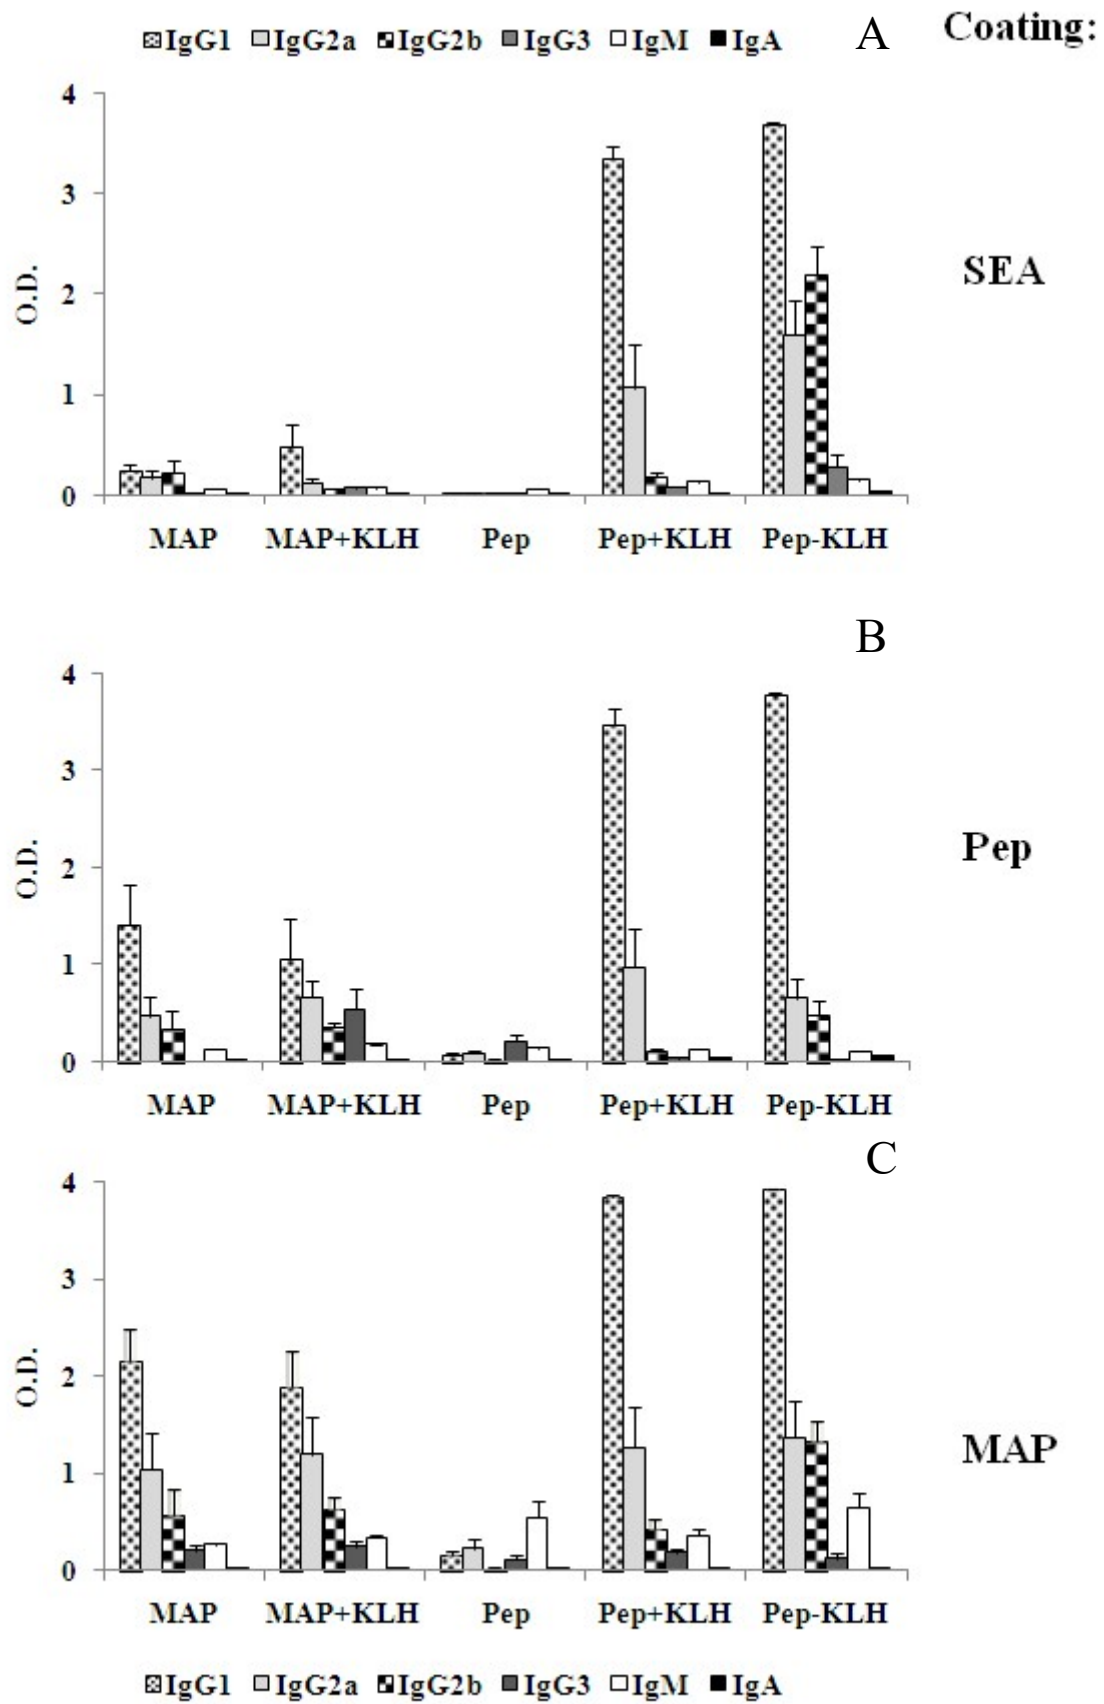 IgG1 IgG2a IgG2b IgG3 IgM IgA A Coating:
4
3
2
1
0
O.D.
SEA
MAP MAP+KLH Pep Pep+KLH Pep-KLH
B
4
3
2
1
0
O.D.
Pep
MAP MAP+KLH Pep Pep+KLH Pep-KLH
C
4
3
2
1
0
O.D.
MAP
MAP MAP+KLH Pep Pep+KLH Pep-KLH
IgG1 IgG2a IgG2b IgG3 IgM IgA